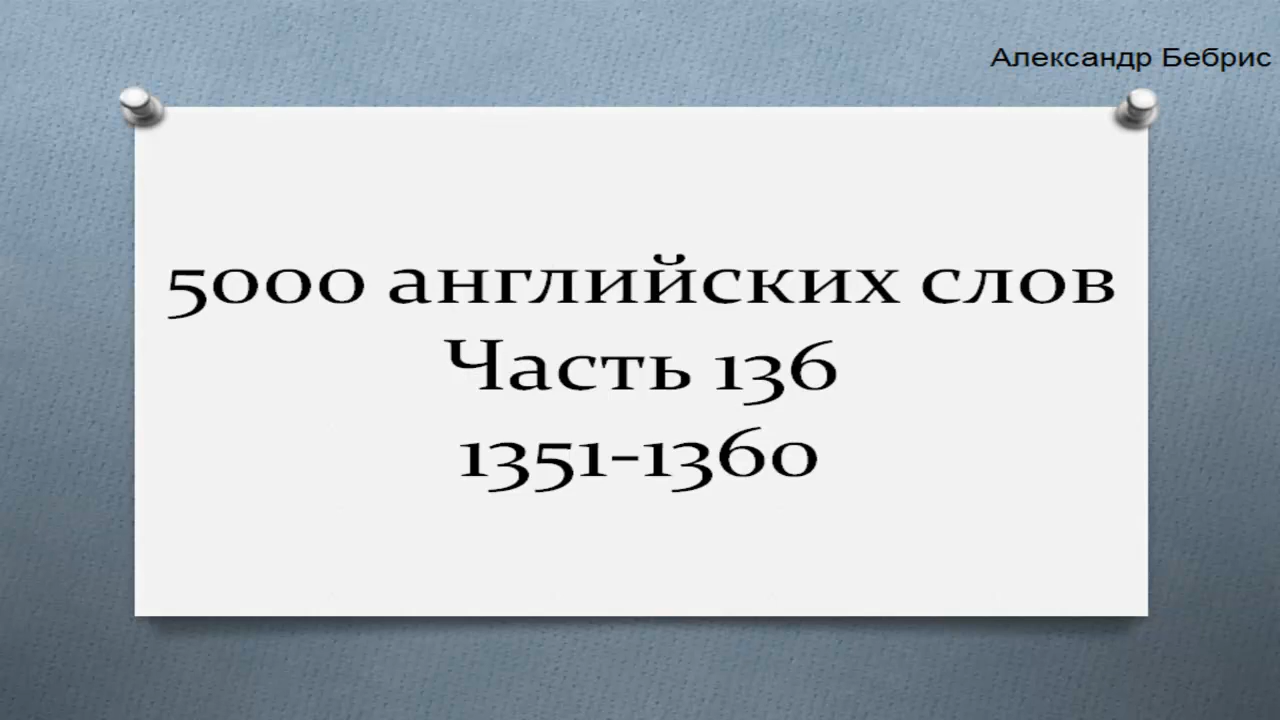 Александр Бебрис
5000 английских слов
Часть 136
1351-1360